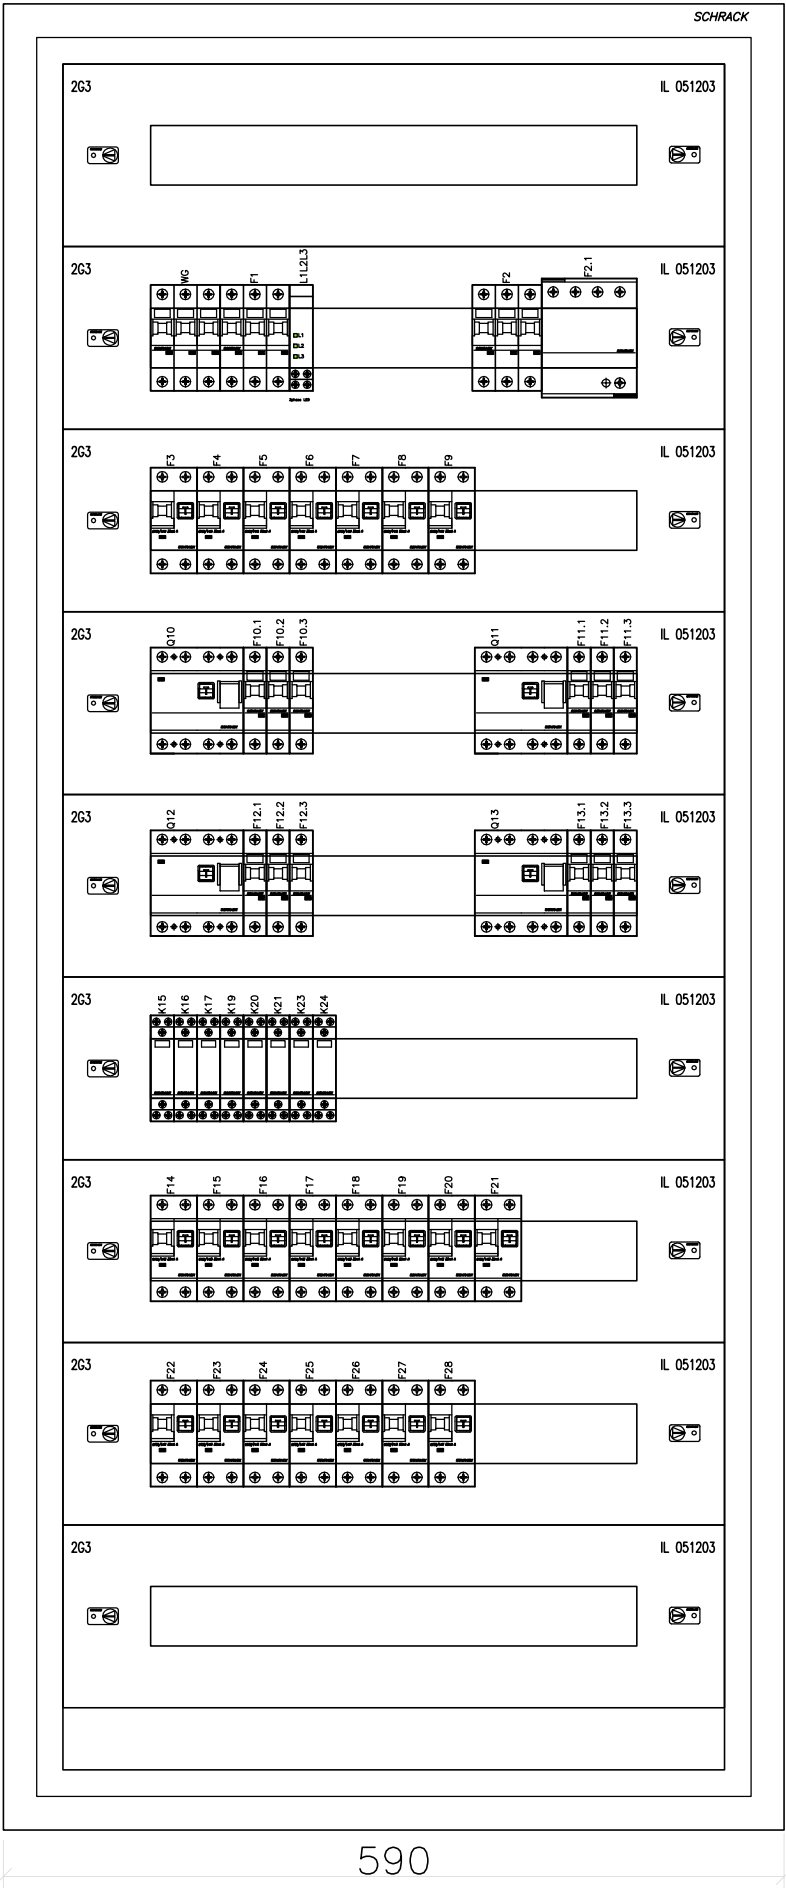 SCHRACK
2G3 IL 051203
2G3 WG F1 L1L2L3 F2 F2.1 IL 051203
L1
L2
L3
2G3 F3 F4 F5 F6 F7 F8 F9 IL 051203
2G3 Q10 F10.1 F10.2 F10.3 Q11 F11.1 F11.2 F11.3 IL 051203
2G3 Q12 F12.1 F12.2 F12.3 Q13 F13.1 F13.2 F13.3 IL 051203
2G3 K15 K16 K17 K19 K20 K21 K23 K24 IL 051203
2G3 F14 F15 F16 F17 F18 F19 F20 F21 IL 051203
2G3 F22 F23 F24 F25 F26 F27 F28 IL 051203
2G3 IL 051203
590